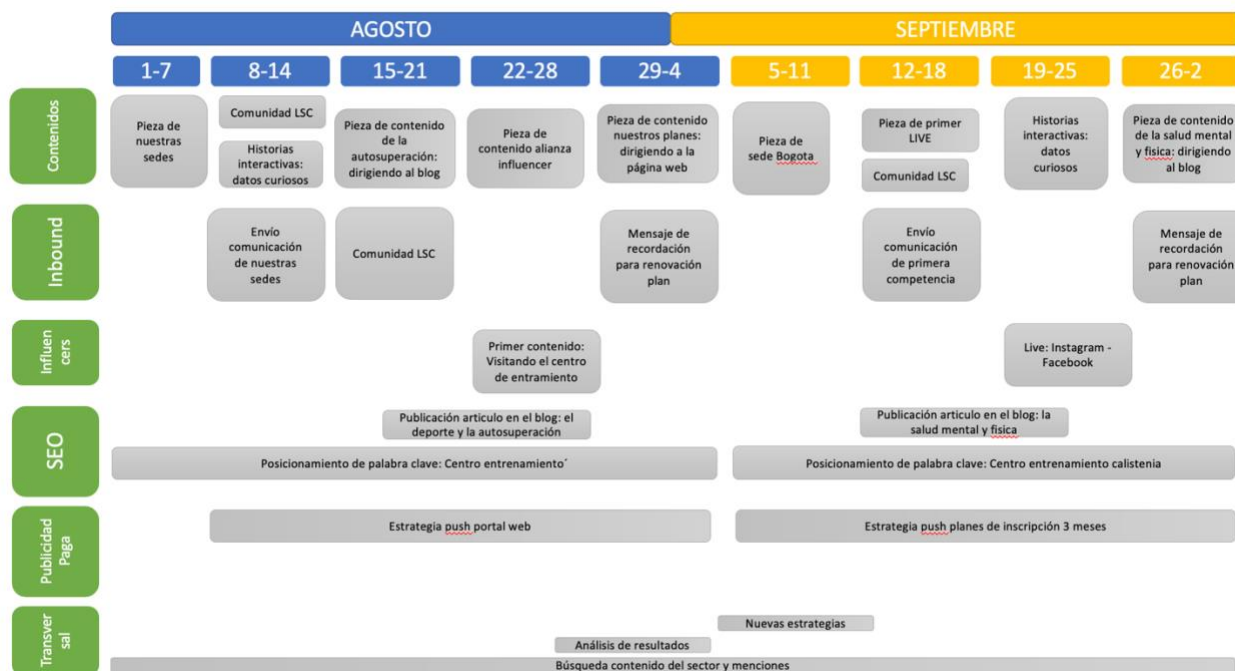 AGOSTO
SEPTIEMBRE
1-7
8-14
15-21
22-28
29-4
5-11
12-18
19-25
26-2
Contenidos
Pieza de
nuestras
sedes
Comunidad LSC
Historias
interactivas:
datos curiosos
Pieza de contenido
de la
autosuperación:
dirigiendo al blog
Pieza de
contenido alianza
influencer
Pieza de contenido
nuestros planes:
dirigiendo a la
página web
Pieza de
sede Bogota
Pieza de primer
LIVE
Comunidad LSC
Historias
interactivas:
datos
curiosos
Pieza de contenido
de la salud mental
y fisica: dirigiendo
al blog
Inbound
Envío
comunicación
de nuestras
sedes
Comunidad LSC
Mensaje de
recordación
para renovación
plan
Envío
comunicación
de primera
competencia
Mensaje de
recordación
para renovación
plan
Influen
cers
Primer contenido:
Visitando el centro
de entramiento
Live: Instagram -
Facebook
SEO
Publicación articulo en el blog: el
deporte y la autosuperación
Publicación articulo en el blog: la
salud mental y fisica
Posicionamiento de palabra clave: Centro entrenamiento´
Posicionamiento de palabra clave: Centro entrenamiento calistenia
Publicidad
Paga
Estrategia push portal web
Estrategia push planes de inscripción 3 meses
Transver
sal
Nuevas estrategias
Análisis de resultados
Búsqueda contenido del sector y menciones